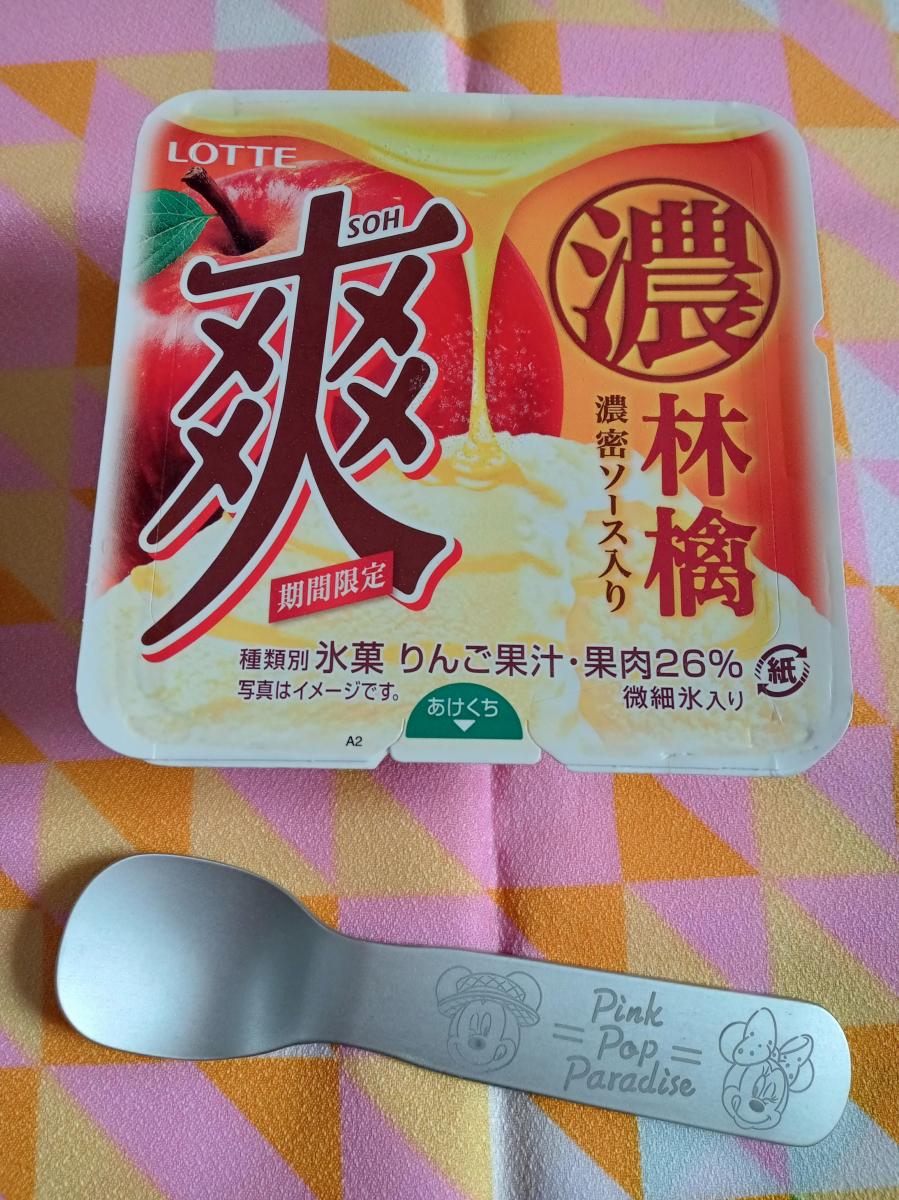 LOTTE
爽
SOH
濃
林檎
濃密ソース入り
期間限定
種類別 氷菓 りんご果汁・果肉26%
写真はイメージです。
微細氷入り
紙
あけくち
A2
Pink
Pop
Paradise